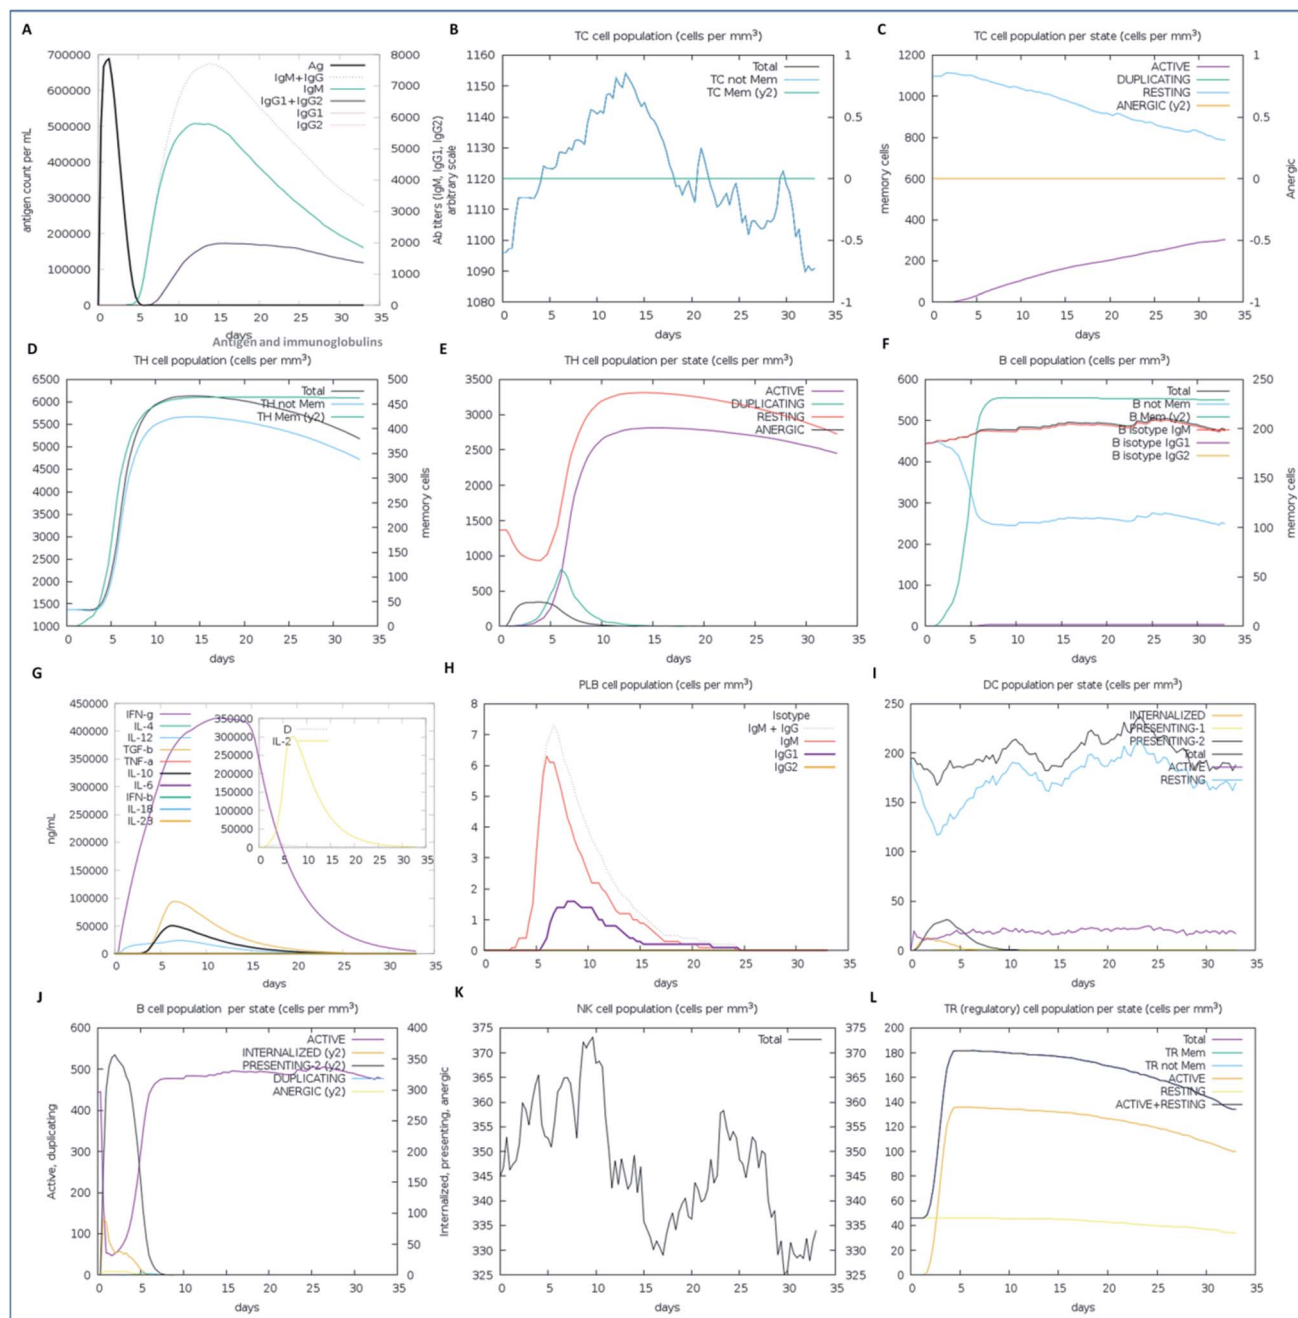 A
700000
600000
500000
400000
300000
200000
100000
0
antigen count per mL
Ag
IgM+IgG
IgM
IgG1+IgG2
IgG1
IgG2
8000
7000
6000
5000
4000
3000
2000
1000
0
Ab titers (IgM, IgG1, IgG2)
arbitrary scale
0 5 10 15 20 25 30 35
days
Antigen and immunoglobulins
B
TC cell population (cells per mm³)
1160
1150
1140
1130
1120
1110
1100
1090
1080
Total
TC not Mem
TC Mem (y2)
1
0.5
0
-0.5
-1
0 5 10 15 20 25 30 35
days
C
TC cell population per state (cells per mm³)
1200
1000
800
600
400
200
0
memory cells
ACTIVE
DUPLICATING
RESTING
ANERGIC (y2)
1
0.5
0
-0.5
-1
Anergic
0 5 10 15 20 25 30 35
days
D
TH cell population (cells per mm³)
6500
6000
5500
5000
4500
4000
3500
3000
2500
2000
1500
1000
Total
TH not Mem
TH Mem (y2)
500
450
400
350
300
250
200
150
100
50
0
memory cells
0 5 10 15 20 25 30 35
days
E
TH cell population per state (cells per mm³)
3500
3000
2500
2000
1500
1000
500
0
ACTIVE
DUPLICATING
RESTING
ANERGIC
0 5 10 15 20 25 30 35
days
F
B cell population (cells per mm³)
600
500
400
300
200
100
0
Total
B not Mem
B Mem (y2)
B isotype IgM
B isotype IgG1
B isotype IgG2
250
200
150
100
50
0
memory cells
0 5 10 15 20 25 30 35
days
G
450000
400000
350000
300000
250000
200000
150000
100000
50000
0
ng/mL
IFN-g
IL-4
IL-12
TGF-b
TNF-a
IL-10
IL-6
IFN-b
IL-18
IL-23
350000
300000
250000
200000
150000
100000
50000
0
D
IL-2
0 5 10 15 20 25 30 35
0 5 10 15 20 25 30 35
days
H
PLB cell population (cells per mm³)
8
7
6
5
4
3
2
1
0
Isotype
IgM + IgG
IgM
IgG1
IgG2
0 5 10 15 20 25 30 35
days
I
DC population per state (cells per mm³)
250
200
150
100
50
0
INTERNALIZED
PRESENTING-1
PRESENTING-2
Total
ACTIVE
RESTING
0 5 10 15 20 25 30 35
days
J
B cell population per state (cells per mm³)
600
500
400
300
200
100
0
Active, duplicating
ACTIVE
INTERNALIZED (y2)
PRESENTING-2 (y2)
DUPLICATING
ANERGIC (y2)
400
350
300
250
200
150
100
50
0
Internalized, presenting, anergic
0 5 10 15 20 25 30 35
days
K
NK cell population (cells per mm³)
375
370
365
360
355
350
345
340
335
330
325
Total
375
370
365
360
355
350
345
340
335
330
325
0 5 10 15 20 25 30 35
days
L
TR (regulatory) cell population per state (cells per mm³)
200
180
160
140
120
100
80
60
40
20
0
Total
TR Mem
TR not Mem
ACTIVE
RESTING
ACTIVE+RESTING
0 5 10 15 20 25 30 35
days